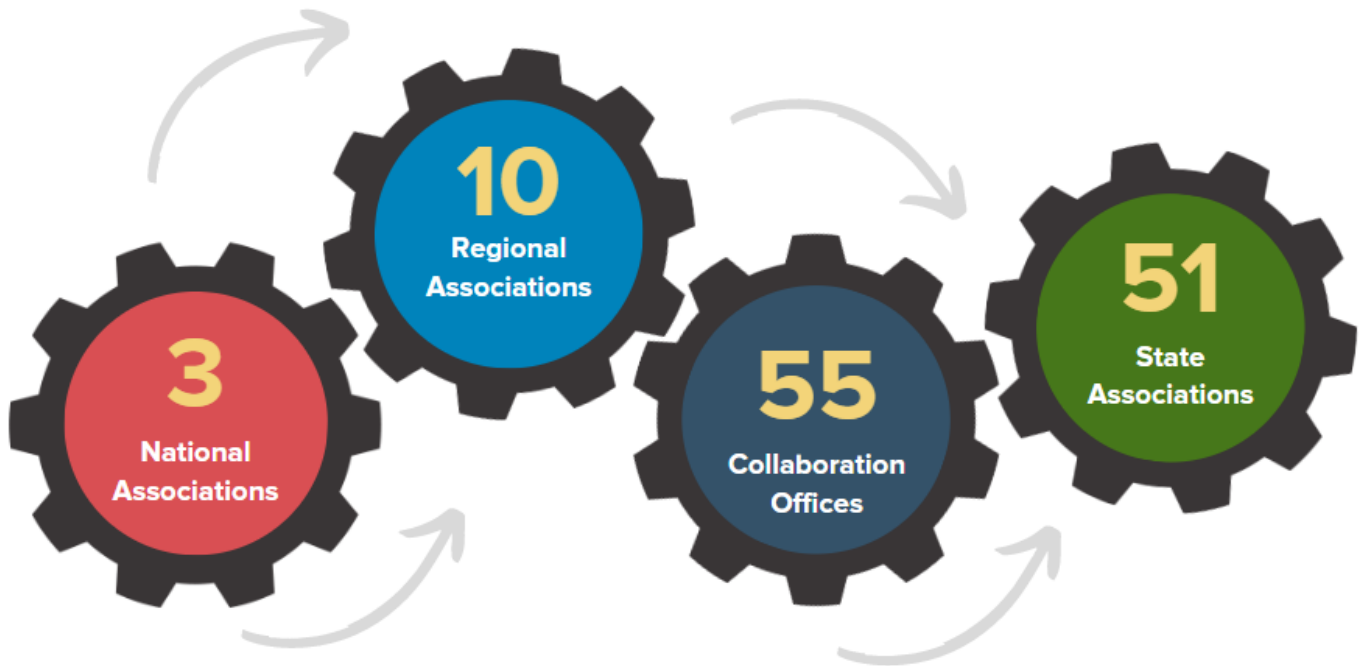 3
National
Associations
10
Regional
Associations
55
Collaboration
Offices
51
State
Associations